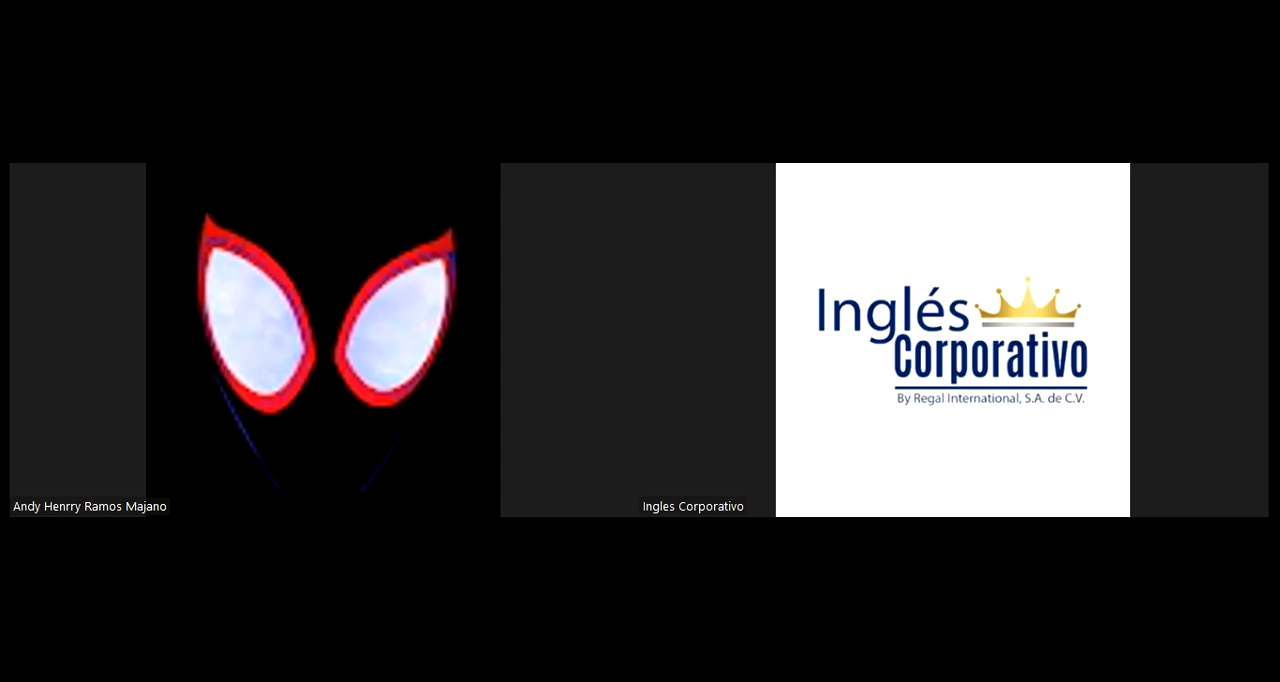 Inglés
Corporativo
By Regal International, S.A. de C.V.
Andy Henrry Ramos Majano
Ingles Corporativo